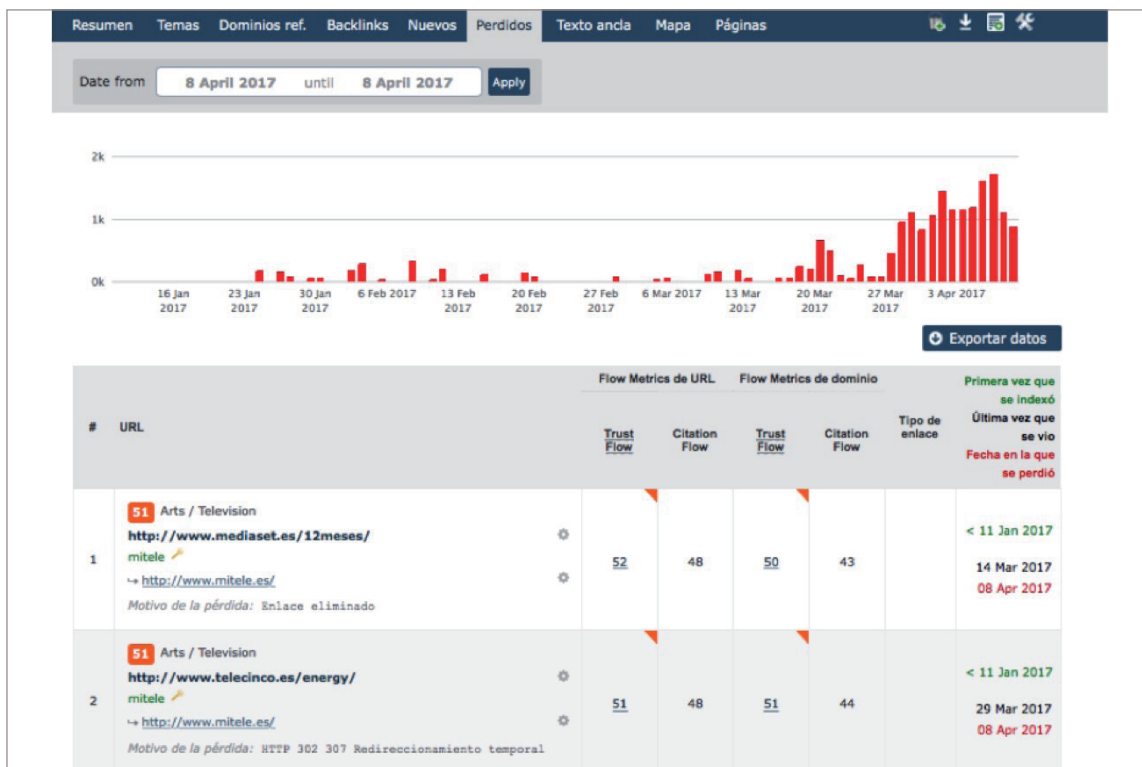 Resumen Temas Dominios ref. Backlinks Nuevos Perdidos Texto ancla Mapa Páginas
Date from 8 April 2017 until 8 April 2017 Apply
2k
1k
0k
16 Jan 2017
23 Jan 2017
30 Jan 2017
6 Feb 2017
13 Feb 2017
20 Feb 2017
27 Feb 2017
6 Mar 2017
13 Mar 2017
20 Mar 2017
27 Mar 2017
3 Apr 2017
Exportar datos
Flow Metrics de URL Flow Metrics de dominio
# URL
Trust Flow
Citation Flow
Trust Flow
Citation Flow
Tipo de enlace
Primera vez que
se indexó
Última vez que
se vio
Fecha en la que
se perdió
1
51 Arts / Television
http://www.mediaset.es/12meses/
mitele
http://www.mitele.es/
Motivo de la pérdida: Enlace eliminado
52 48 50 43
< 11 Jan 2017
14 Mar 2017
08 Apr 2017
2
51 Arts / Television
http://www.telecinco.es/energy/
mitele
http://www.mitele.es/
Motivo de la pérdida: HTTP 302 307 Redireccionamiento temporal
51 48 51 44
< 11 Jan 2017
29 Mar 2017
08 Apr 2017